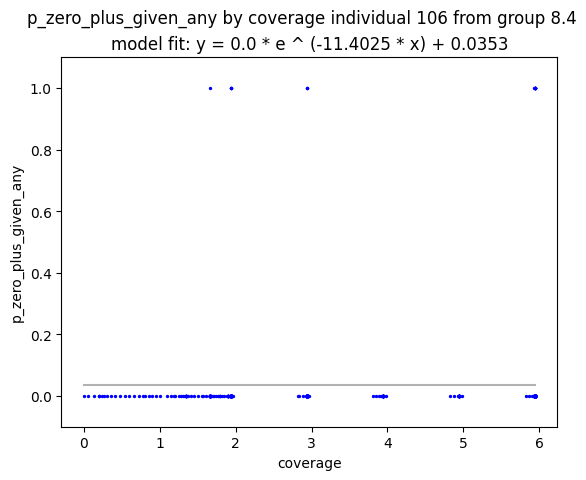 p_zero_plus_given_any by coverage individual 106 from group 8.4
model fit: y = 0.0 * e ^ (-11.4025 * x) + 0.0353
1.0
0.8
0.6
0.4
0.2
0.0
p_zero_plus_given_any
0 1 2 3 4 5 6
coverage